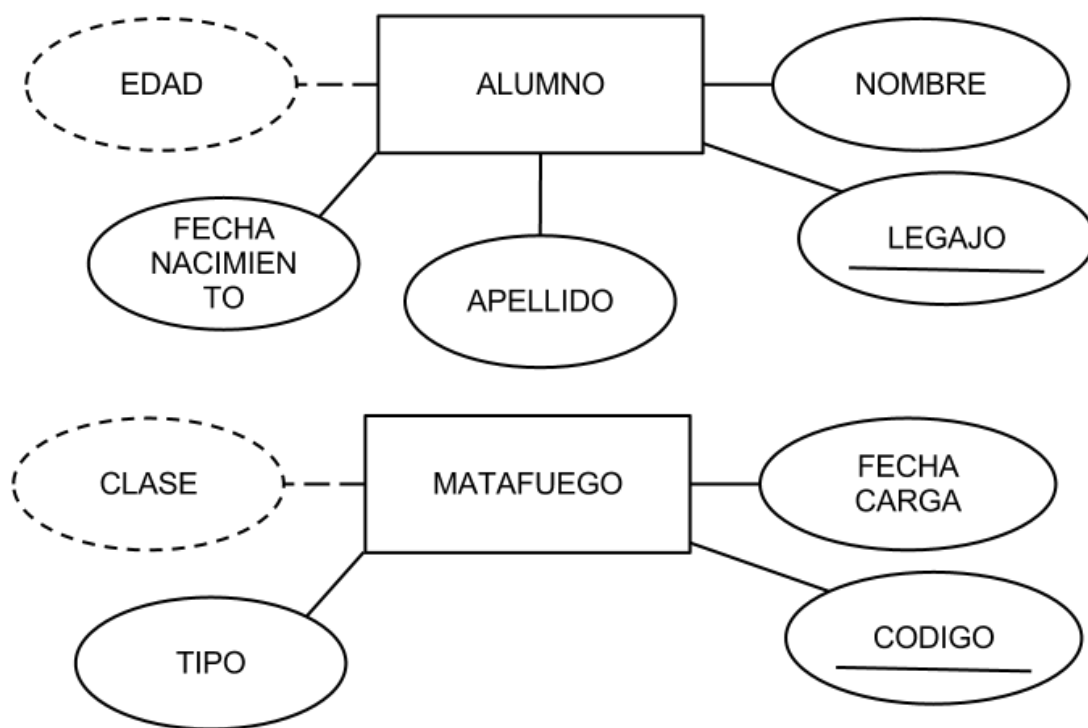 EDAD
ALUMNO
NOMBRE
FECHA
NACIMIEN
TO
APELLIDO
LEGAJO
CLASE
MATAFUEGO
FECHA
CARGA
TIPO
CODIGO